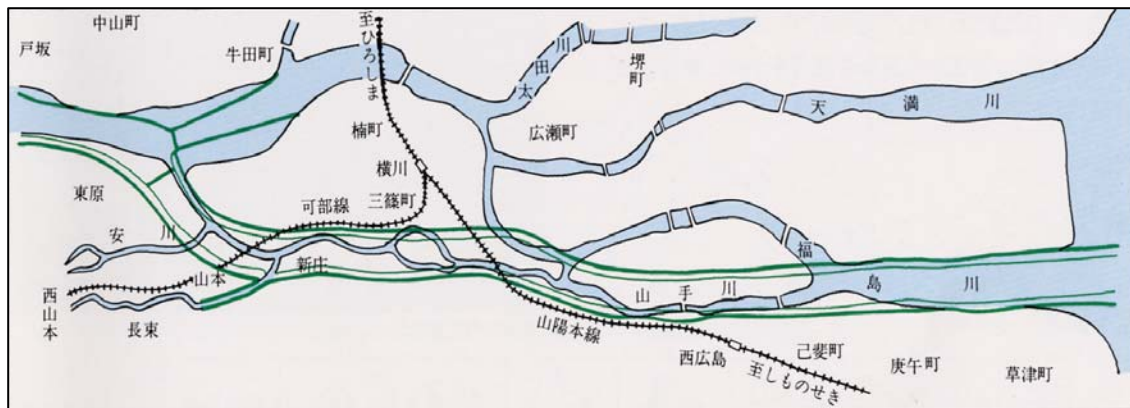 中山町
戸坂
牛田町
至ひろしま
太田川
堺町
天満川
広瀬町
楠町
横川
三篠町
可部線
東原
安川
山本
新庄
西山本
長束
福島川
山手川
山陽本線
西広島
己斐町
至しものせき
庚午町
草津町